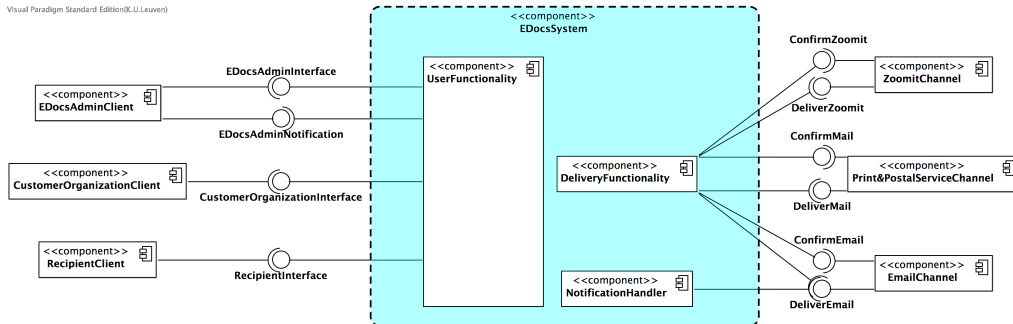 Visual Paradigm Standard Edition(K.U.Leuven)
<<component>>
EDocsSystem
<<component>>
EDocsAdminClient
EDocsAdminInterface
EDocsAdminNotification
<<component>>
CustomerOrganizationClient
CustomerOrganizationInterface
<<component>>
RecipientClient
RecipientInterface
<<component>>
UserFunctionality
<<component>>
DeliveryFunctionality
<<component>>
NotificationHandler
ConfirmZoomit
<<component>>
ZoomitChannel
DeliverZoomit
ConfirmMail
<<component>>
Print&PostalServiceChannel
DeliverMail
ConfirmEmail
<<component>>
EmailChannel
DeliverEmail